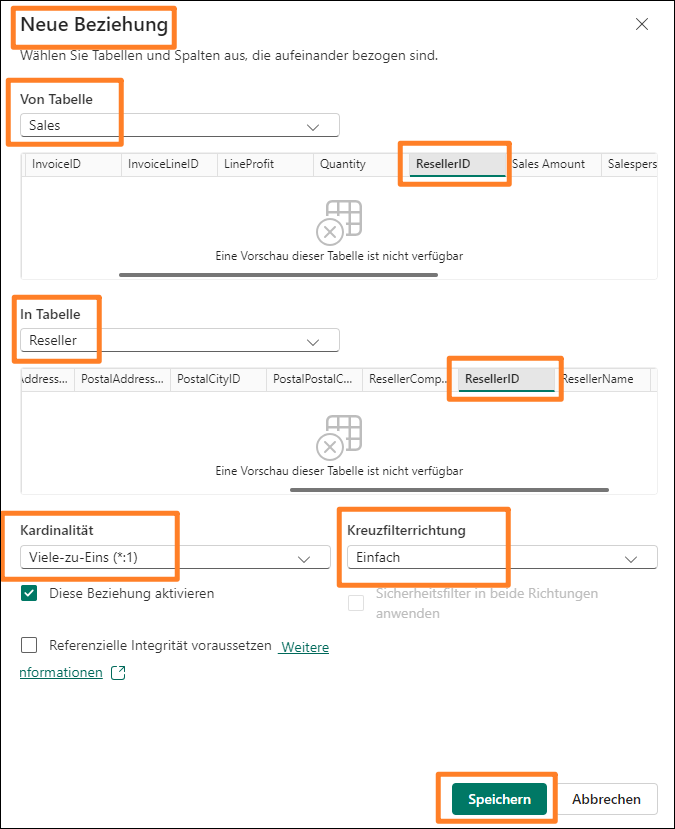 Neue Beziehung
Wählen Sie Tabellen und Spalten aus, die aufeinander bezogen sind.
Von Tabelle
Sales
InvoiceID InvoiceLineID LineProfit Quantity ResellerID Sales Amount Salespers
Eine Vorschau dieser Tabelle ist nicht verfügbar
In Tabelle
Reseller
Address... PostalAddress... PostalCityID PostalPostalC... ResellerComp... ResellerID ResellerName
Eine Vorschau dieser Tabelle ist nicht verfügbar
Kardinalität Kreuzfilterrichtung
Viele-zu-Eins (*:1) Einfach
Diese Beziehung aktivieren Sicherheitsfilter in beide Richtungen
anwenden
Referenzielle Integrität voraussetzen Weitere
nformationen
Speichern Abbrechen